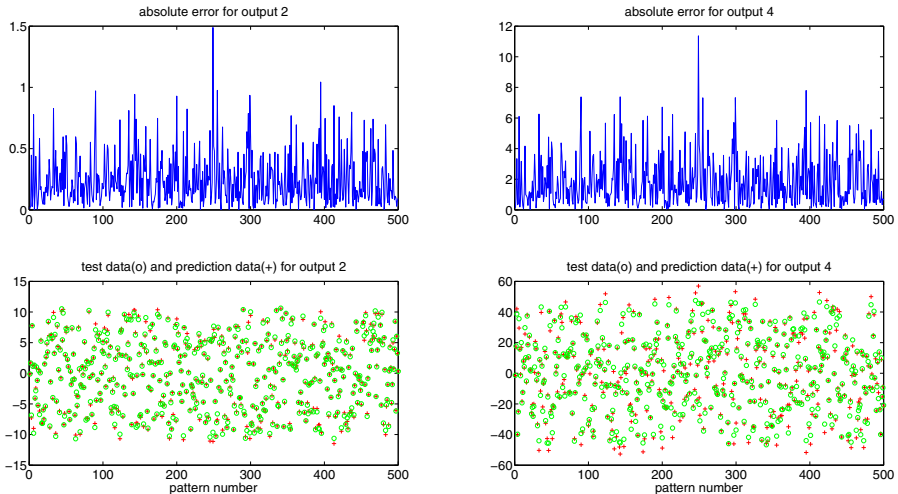 absolute error for output 2
1.5
1
0.5
0
0 100 200 300 400 500
absolute error for output 4
12
10
8
6
4
2
0
0 100 200 300 400 500
test data(o) and prediction data(+) for output 2
15
10
5
0
−5
−10
−15
0 100 200 300 400 500
pattern number
test data(o) and prediction data(+) for output 4
60
40
20
0
−20
−40
−60
0 100 200 300 400 500
pattern number